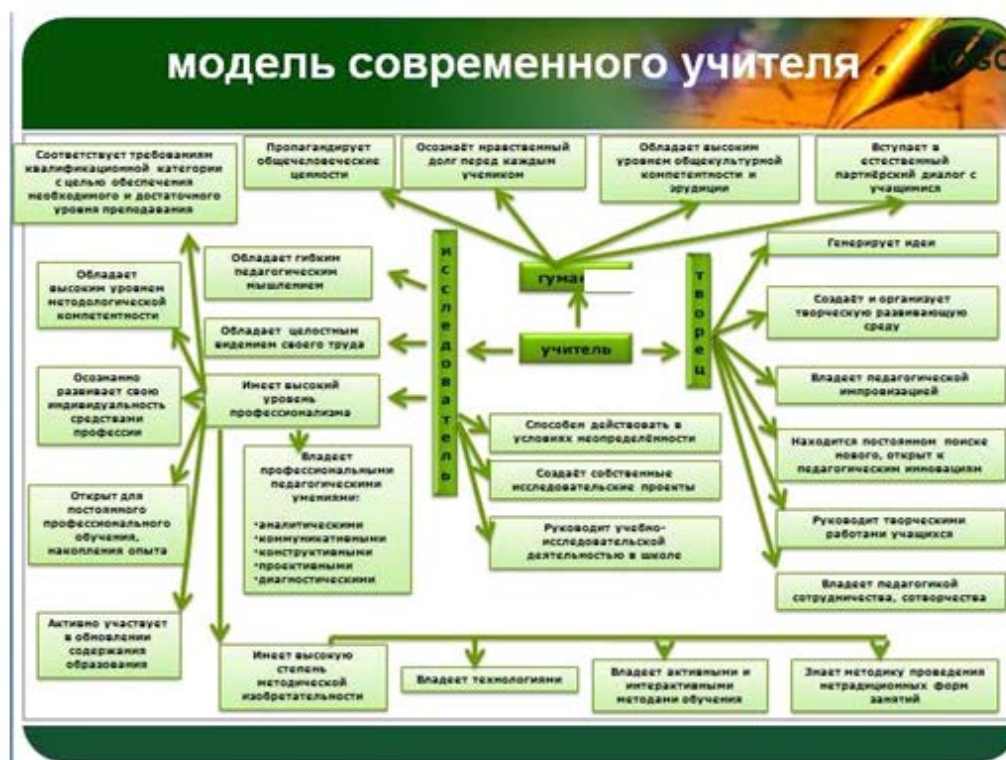 модель современного учителя
Соответствует требованиям
квалификационной категории
с целью обеспечения
необходимого и достаточного
уровня преподавания
Пропагандирует
общечеловеческие
ценности
Осознаёт нравственный
долг перед каждым
учеником
Обладает высоким
уровнем общекультурной
компетентности и
эрудиции
Вступает в
естественный
партнёрский диалог с
учащимися
Обладает
высоким уровнем
методологической
компетентности
Обладает гибким
педагогическим
мышлением
Обладает целостным
видением своего труда
Осознанно
развивает свою
индивидуальность
средствами
профессии
Имеет высокий
уровень
профессионализма
исследователь
учитель
творец
Генерирует идеи
Создаёт и организует
творческую развивающую
среду
Владеет педагогической
импровизацией
Находится постоянном поиске
нового, открыт к
педагогическим инновациям
Руководит творческими
работами учащихся
Владеет педагогикой
сотрудничества, сотворчества
Способен действовать в
условиях неопределённости
Создаёт собственные
исследовательские проекты
Руководит учебно-
исследовательской
деятельностью в школе
Владеет
профессиональными
педагогическими
умениями:
•аналитическими
•коммуникативными
•конструктивными
•проективными
•диагностическими
Открыт для
постоянного
профессионального
обучения,
накопления опыта
Активно участвует
в обновлении
содержания
образования
Имеет высокую
степень
методической
изобретательности
Владеет технологиями
Владеет активными и
интерактивными
методами обучения
Знает методику проведения
нетрадиционных форм
занятий